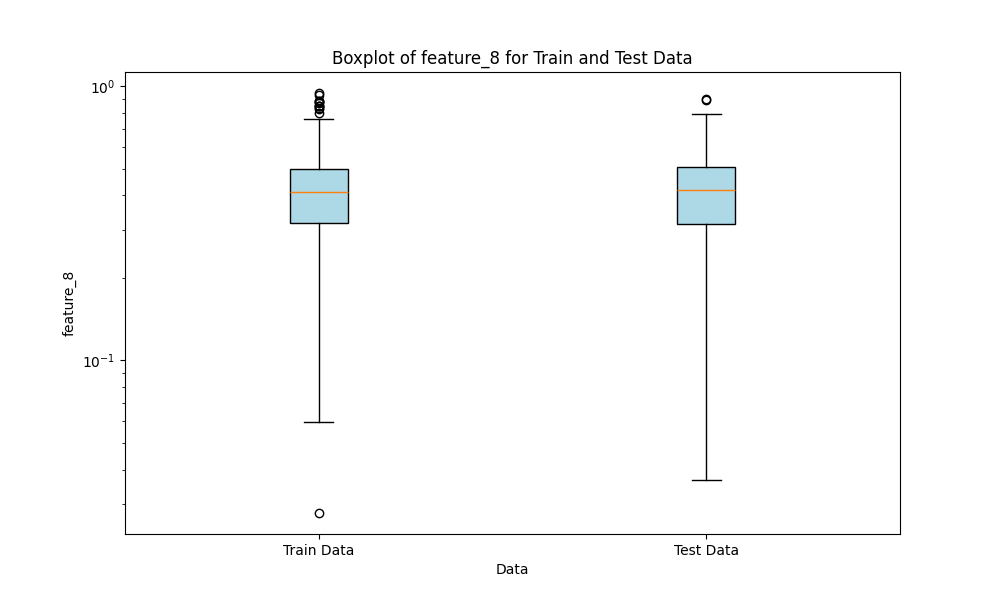 Boxplot of feature_8 for Train and Test Data
10⁰
10⁻¹
feature_8
Train Data
Test Data
Data